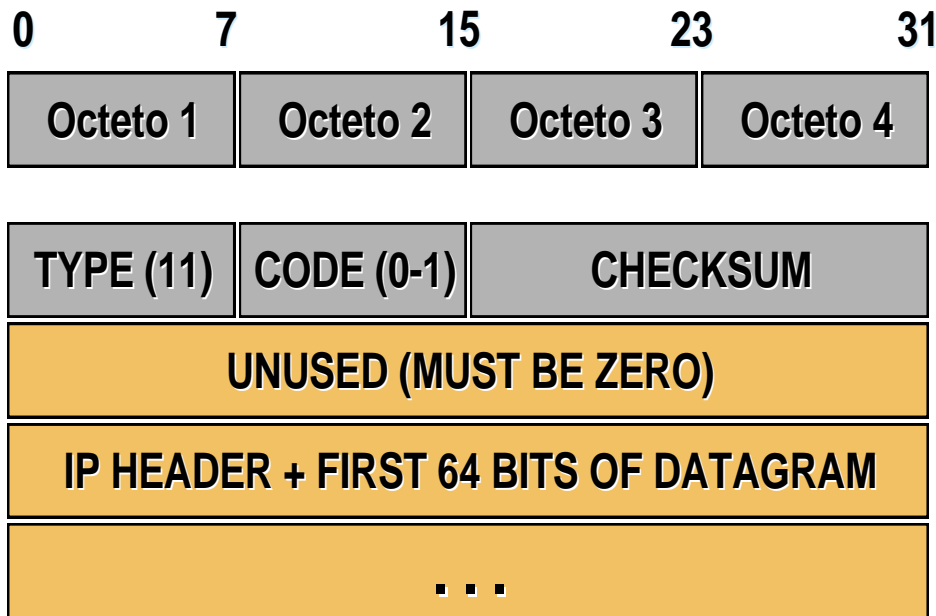 0 7 15 23 31
Octeto 1 Octeto 2 Octeto 3 Octeto 4
TYPE (11) CODE (0-1) CHECKSUM
UNUSED (MUST BE ZERO)
IP HEADER + FIRST 64 BITS OF DATAGRAM
. . .